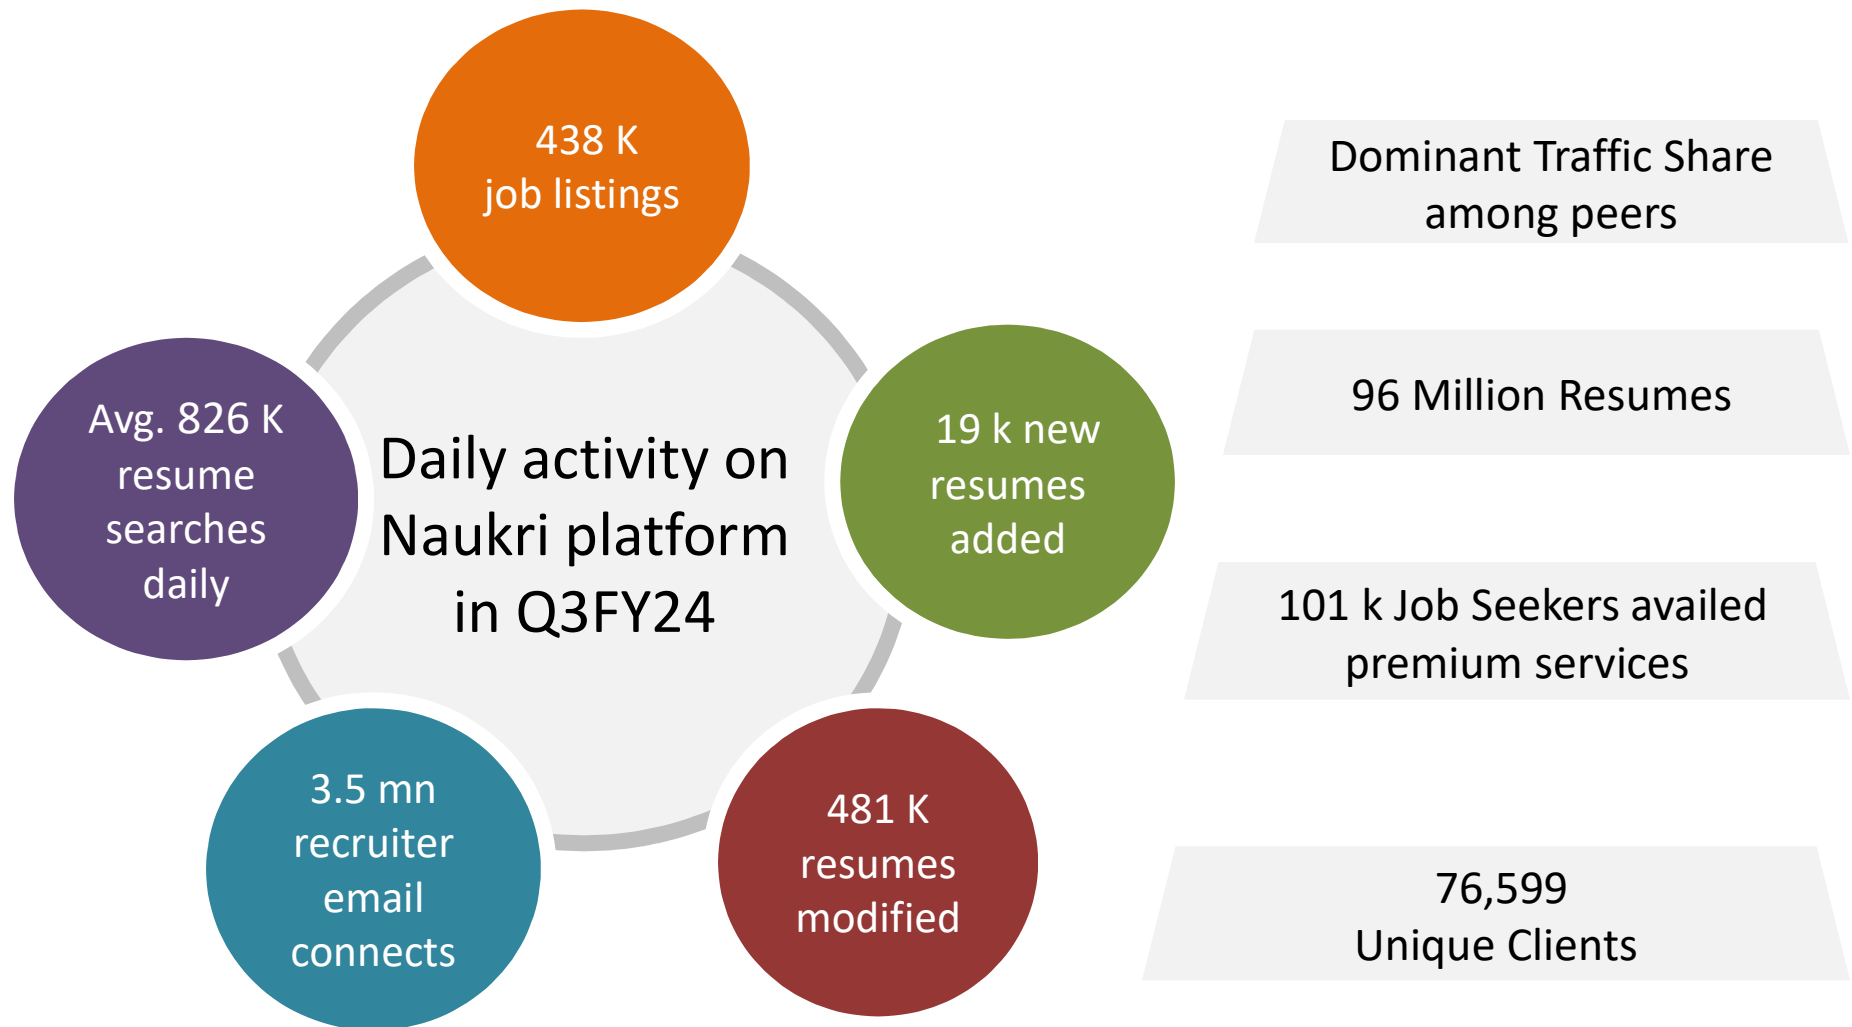 438 K
job listings
Avg. 826 K
resume
searches
daily
Daily activity on
Naukri platform
in Q3FY24
19 k new
resumes
added
3.5 mn
recruiter
email
connects
481 K
resumes
modified
Dominant Traffic Share
among peers
96 Million Resumes
101 k Job Seekers availed
premium services
76,599
Unique Clients